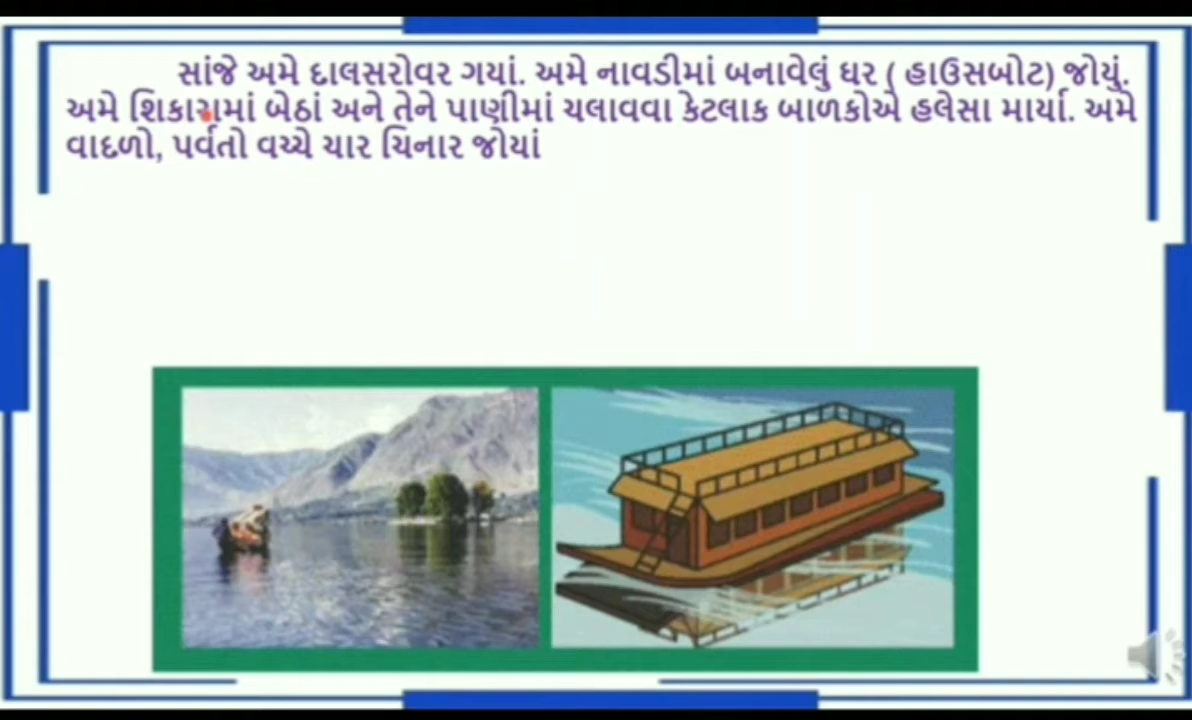 સાંજે અમે દાલસરોવર ગયાં. અમે નાવડીમાં બનાવેલું ઘર ( હાઉસબોટ) જોયું.
અમે શિકારામાં બેઠાં અને તેને પાણીમાં ચલાવવા કેટલાક બાળકોએ હલેસા માર્યા. અમે
વાદળો, પર્વતો વચ્ચે ચાર ચિનાર જોયાં